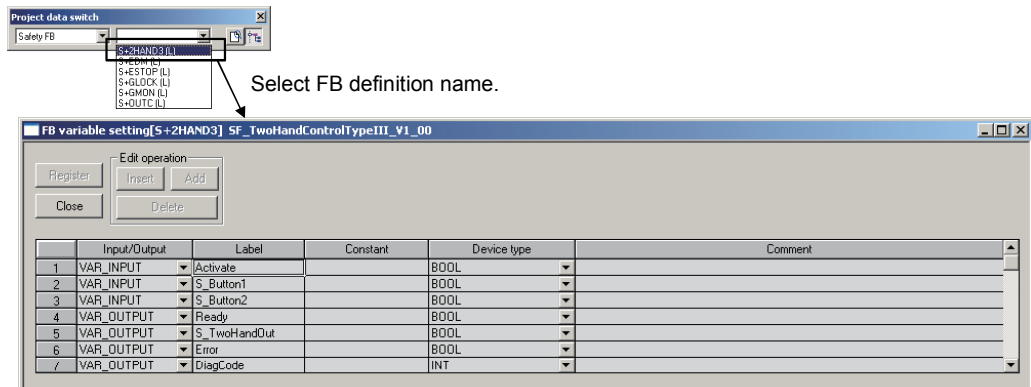 Project data switch
Safety FB
S+2HAND3 (L)
S+EDM (L)
S+ESTOP (L)
S+GLOCK (L)
S+GMON (L)
S+OUTC (L)
Select FB definition name.
FB variable setting[S+2HAND3] SF_TwoHandControlTypeIII_V1_00
Edit operation
Register Insert Add
Close Delete
Input/Output Label Constant Device type Comment
1 VAR_INPUT Activate BOOL
2 VAR_INPUT S_Button1 BOOL
3 VAR_INPUT S_Button2 BOOL
4 VAR_OUTPUT Ready BOOL
5 VAR_OUTPUT S_TwoHandOut BOOL
6 VAR_OUTPUT Error BOOL
7 VAR_OUTPUT DiagCode INT